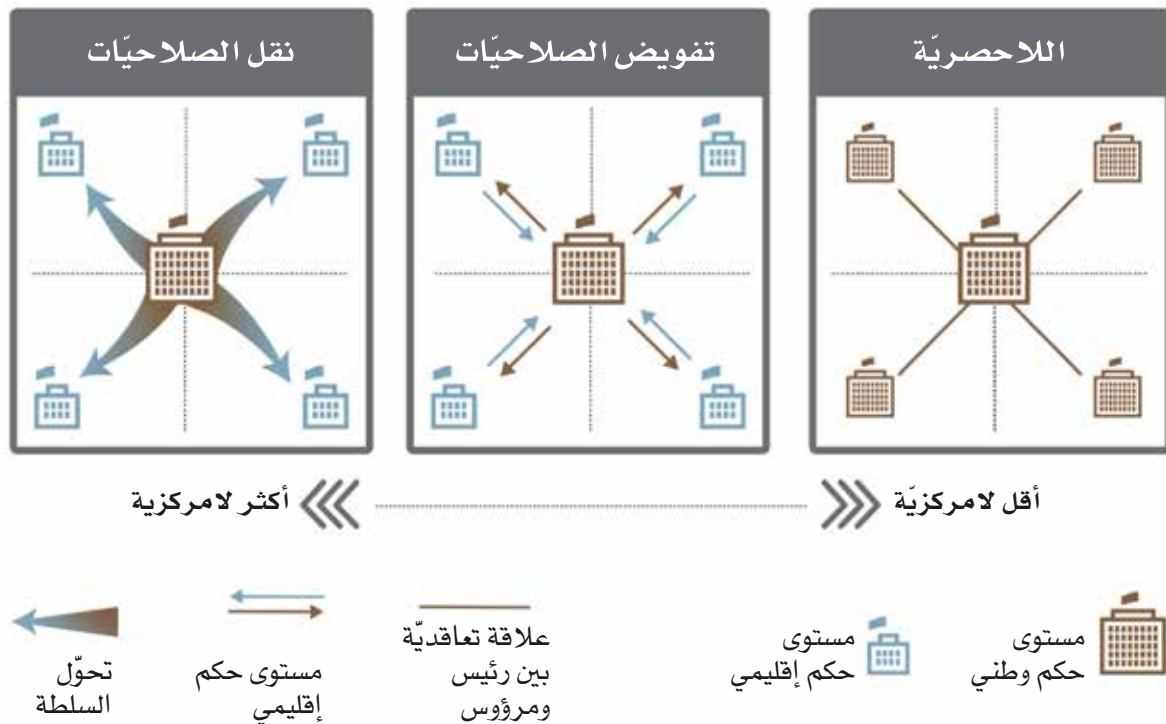 اللاحصريّة
تفويض الصلاحيّات
نقل الصلاحيّات
أقل لامركزيّة
أكثر لامركزية
مستوى
حكم وطني
مستوى
حكم إقليمي
علاقة تعاقديّة
بين رئيس
ومرؤوس
مستوى حكم
إقليمي
تحوّل
السلطة